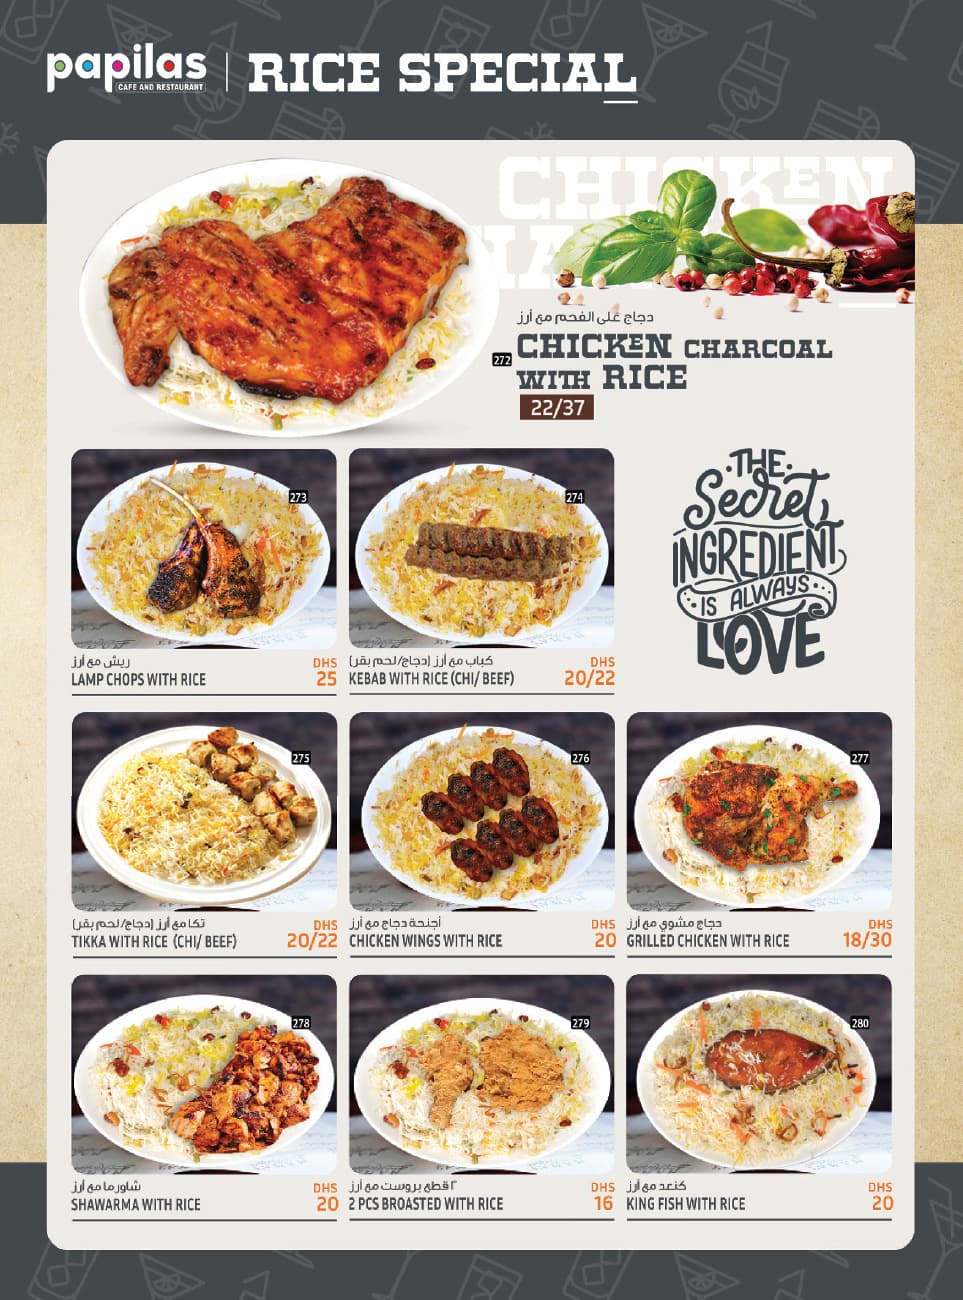 papilas
CAFE AND RESTAURANT
RICE SPECIAL
CHICKEN
دجاج على الفحم مع أرز
272
CHICKEN CHARCOAL
WITH RICE
22/37
THE
Secret
INGREDIENT
IS ALWAYS
LOVE
273
ريش مع أرز
LAMP CHOPS WITH RICE
DHS
25
274
كباب مع أرز (دجاج/لحم بقر)
KEBAB WITH RICE (CHI/ BEEF)
DHS
20/22
275
تكا مع أرز (دجاج/لحم بقر)
TIKKA WITH RICE (CHI/ BEEF)
DHS
20/22
276
أجنحة دجاج مع أرز
CHICKEN WINGS WITH RICE
DHS
20
277
دجاج مشوي مع أرز
GRILLED CHICKEN WITH RICE
DHS
18/30
278
شاورما مع أرز
SHAWARMA WITH RICE
DHS
20
279
٢ قطع بروست مع أرز
2 PCS BROASTED WITH RICE
DHS
16
280
كنعد مع أرز
KING FISH WITH RICE
DHS
20